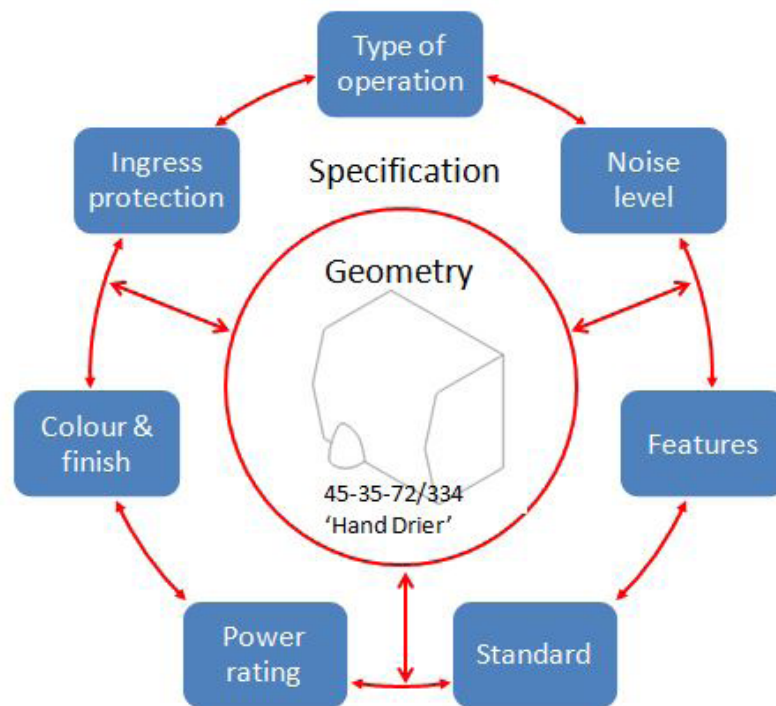 Type of
operation
Ingress
protection
Noise
level
Specification
Geometry
Colour &
finish
Features
45-35-72/334
‘Hand Drier’
Power
rating
Standard